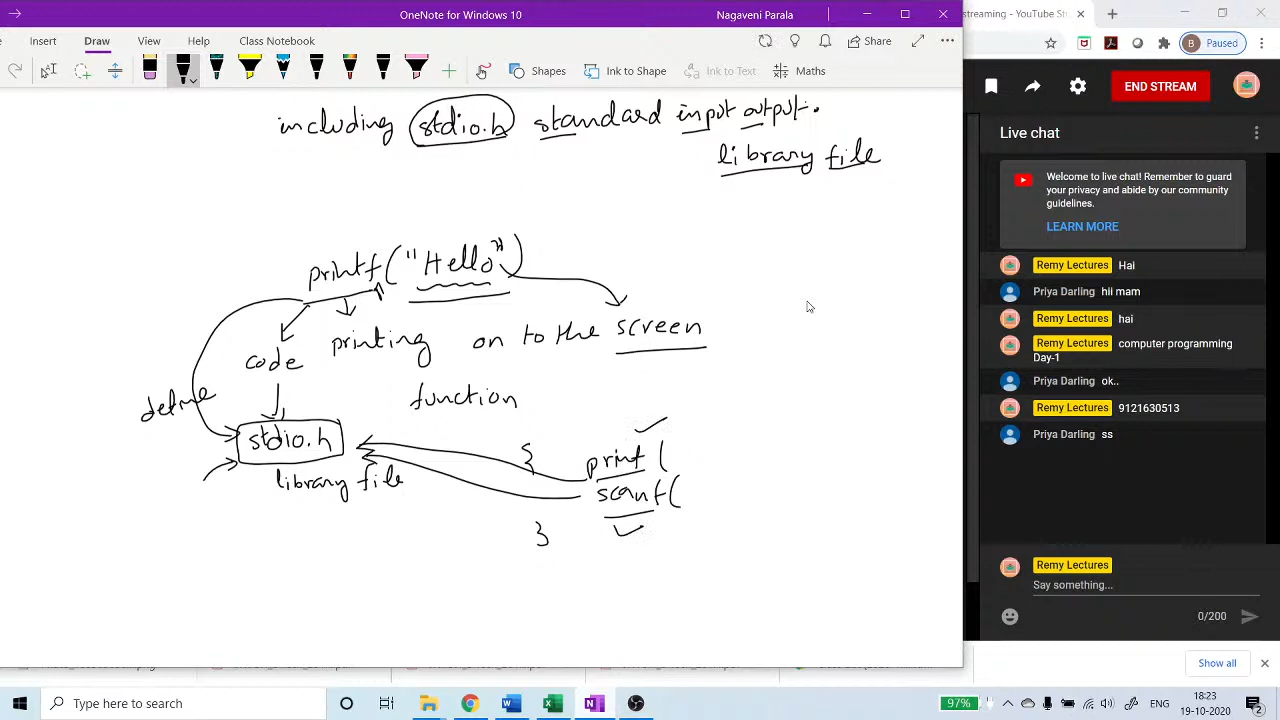 OneNote for Windows 10
Nagaveni Parala
streaming - YouTube St
Insert Draw View Help Class Notebook
Share
B Paused
Shapes Ink to Shape Ink to Text Maths
END STREAM
including stdio.h standard input output.
library file
printf("Hello")
code printing on to the screen
define
function
stdio.h
library file
print(
scanf(
}
Live chat
Welcome to live chat! Remember to guard
your privacy and abide by our community
guidelines.
LEARN MORE
Remy Lectures Hai
Priya Darling hii mam
Remy Lectures hai
Remy Lectures computer programming
Day-1
Priya Darling ok..
Remy Lectures 9121630513
Priya Darling ss
Remy Lectures
Say something...
0/200
Show all
Type here to search
97%
ENG
18:23
19-10-2020
2